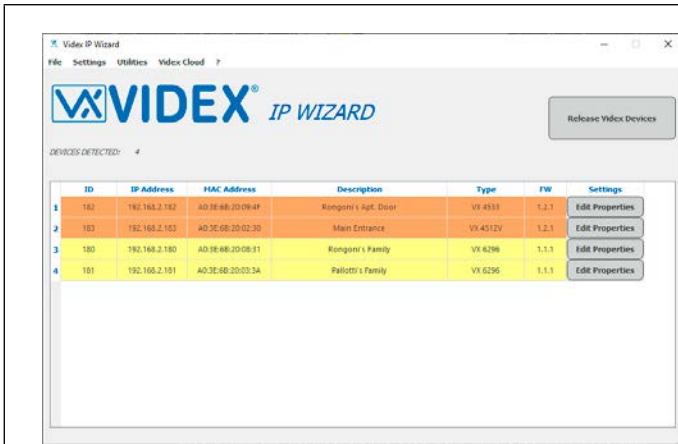 Videx IP Wizard
File Settings Utilities Videx Cloud ?
VX VIDEX® IP WIZARD
Release Videx Devices
DEVICES DETECTED: 4
ID IP Address MAC Address Description Type FW Settings
1 182 192.168.2.182 A0:3E:6B:20:09:4F Rongoni's Apt. Door VX 4533 1.2.1 Edit Properties
2 183 192.168.2.183 A0:3E:6B:20:02:30 Main Entrance VX 4512V 1.2.1 Edit Properties
3 180 192.168.2.180 A0:3E:6B:20:08:31 Rongoni's Family VX 6296 1.1.1 Edit Properties
4 181 192.168.2.181 A0:3E:6B:20:03:3A Pallotti's Family VX 6296 1.1.1 Edit Properties